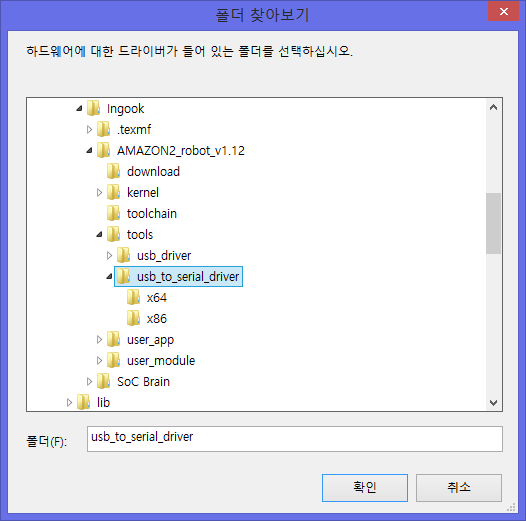 폴더 찾아보기
하드웨어에 대한 드라이버가 들어 있는 폴더를 선택하십시오.
Ingook
.texmf
AMAZON2_robot_v1.12
download
kernel
toolchain
tools
usb_driver
usb_to_serial_driver
x64
x86
user_app
user_module
SoC Brain
lib
폴더(F):
usb_to_serial_driver
확인
취소